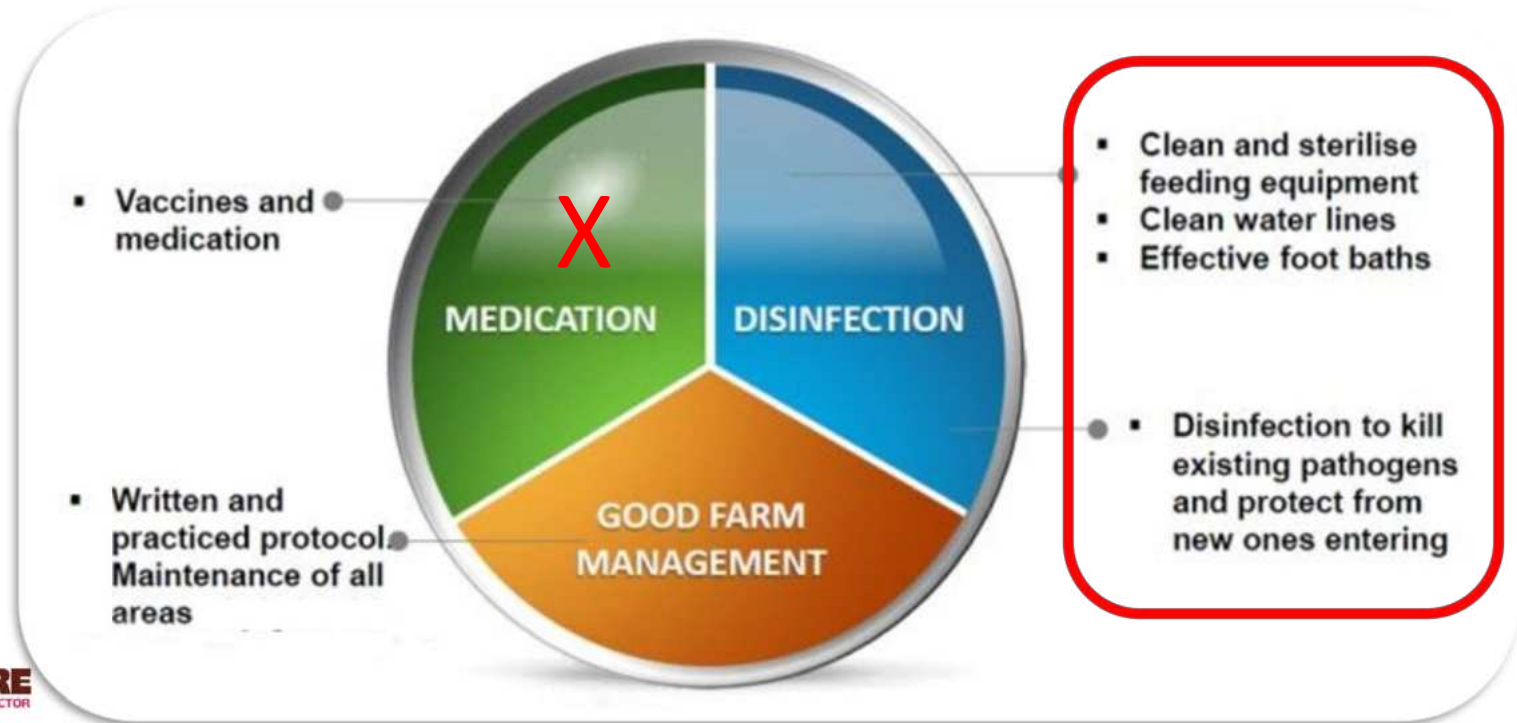 ▪ Vaccines and
medication
▪ Written and
practiced protocol.
Maintenance of all
areas
X
MEDICATION
DISINFECTION
GOOD FARM
MANAGEMENT
▪ Clean and sterilise
feeding equipment
▪ Clean water lines
▪ Effective foot baths
▪ Disinfection to kill
existing pathogens
and protect from
new ones entering